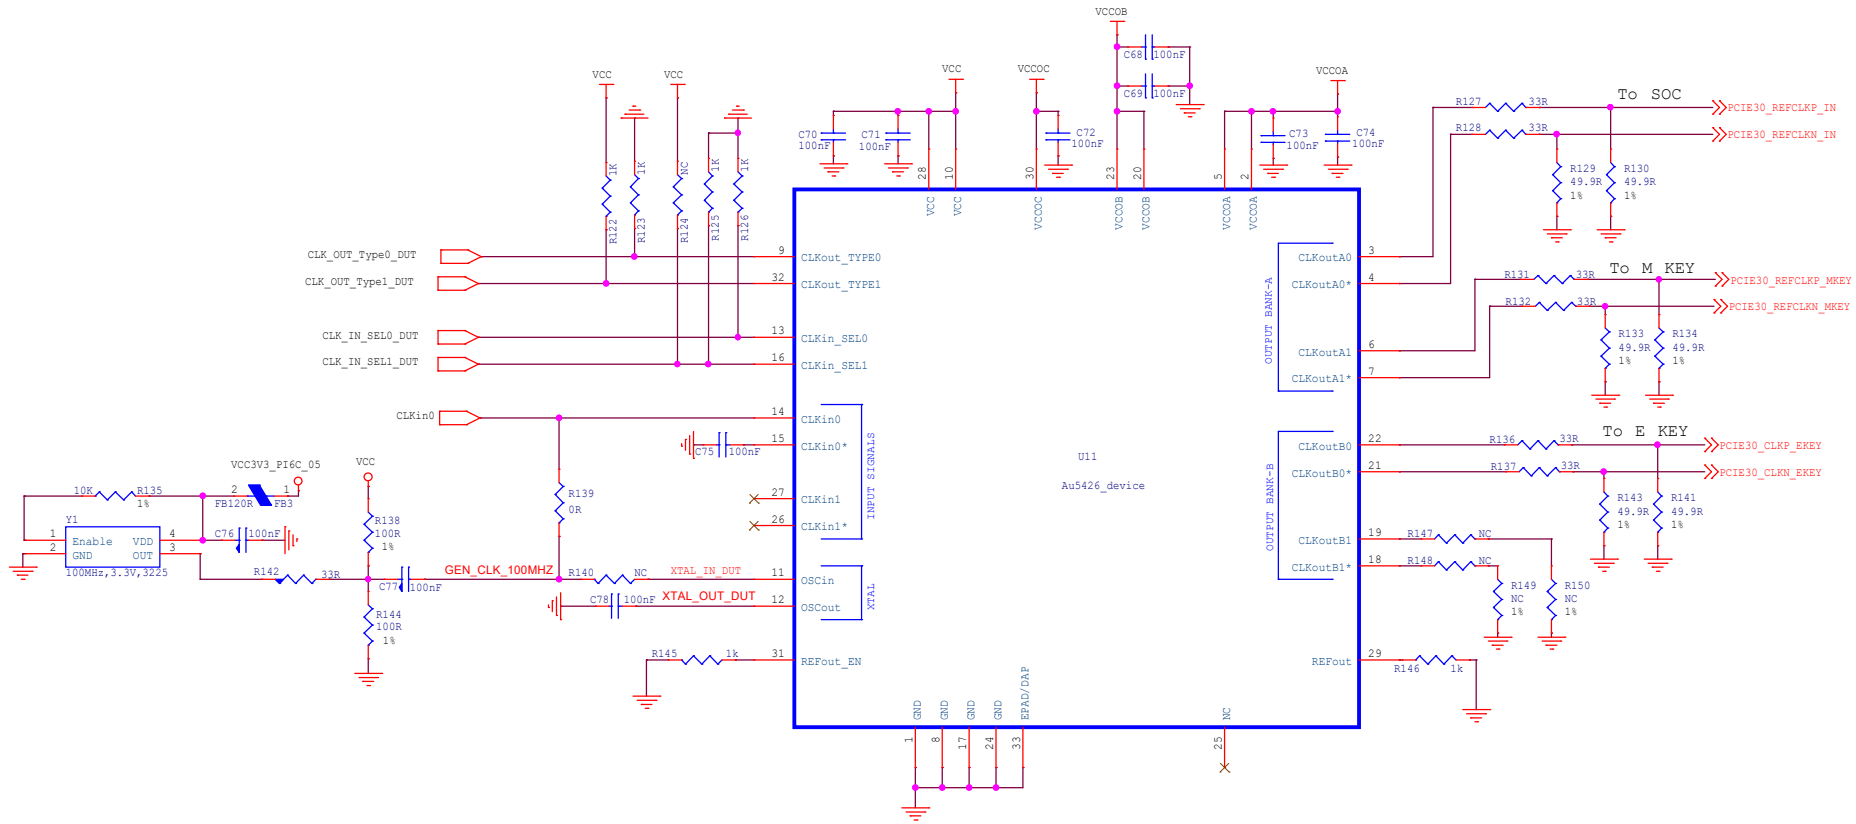 VCCOB
C68 100nF
C69 100nF
VCC
VCC
VCC
VCCOC
VCCOA
C70 100nF
C71 100nF
C72 100nF
C73 100nF
C74 100nF
28
10
30
23
20
5
2
VCC
VCC
VCCOC
VCCOB
VCCOB
VCCOA
VCCOA
1K
R122
1K
R123
NC
R124
1K
R125
1K
R126
CLK_OUT_Type0_DUT
9
CLKout_TYPE0
CLK_OUT_Type1_DUT
32
CLKout_TYPE1
CLK_IN_SEL0_DUT
13
CLKin_SEL0
CLK_IN_SEL1_DUT
16
CLKin_SEL1
CLKin0
14
CLKin0
C75 100nF
15
CLKin0*
27
CLKin1
26
CLKin1*
INPUT SIGNALS
R139
0R
VCC3V3_PI6C_05
VCC
10K R135
1%
2 1
FB120R FB3
Y1
1 Enable VDD 4
2 GND OUT 3
100MHz,3.3V,3225
C76 100nF
R138
100R
1%
R142 33R
C77 100nF
GEN_CLK_100MHZ
R140 NC
XTAL_IN_DUT
11
OSCin
C78 100nF
XTAL_OUT_DUT
12
OSCout
XTAL
R144
100R
1%
R145 1k
31
REFout_EN
U11
Au5426_device
OUTPUT BANK-A
OUTPUT BANK-B
CLKoutA0 3
CLKoutA0* 4
CLKoutA1 6
CLKoutA1* 7
CLKoutB0 22
CLKoutB0* 21
CLKoutB1 19
CLKoutB1* 18
REFout 29
R146 1k
To SOC
R127 33R
PCIE30_REFCLKP_IN
R128 33R
PCIE30_REFCLKN_IN
R129
49.9R
1%
R130
49.9R
1%
To M KEY
R131 33R
PCIE30_REFCLKP_MKEY
R132 33R
PCIE30_REFCLKN_MKEY
R133
49.9R
1%
R134
49.9R
1%
To E KEY
R136 33R
PCIE30_CLKP_EKEY
R137 33R
PCIE30_CLKN_EKEY
R143
49.9R
1%
R141
49.9R
1%
R147 NC
R148 NC
R149
NC
1%
R150
NC
1%
GND
GND
GND
GND
EPAD/DAP
NC
1
8
17
24
33
25